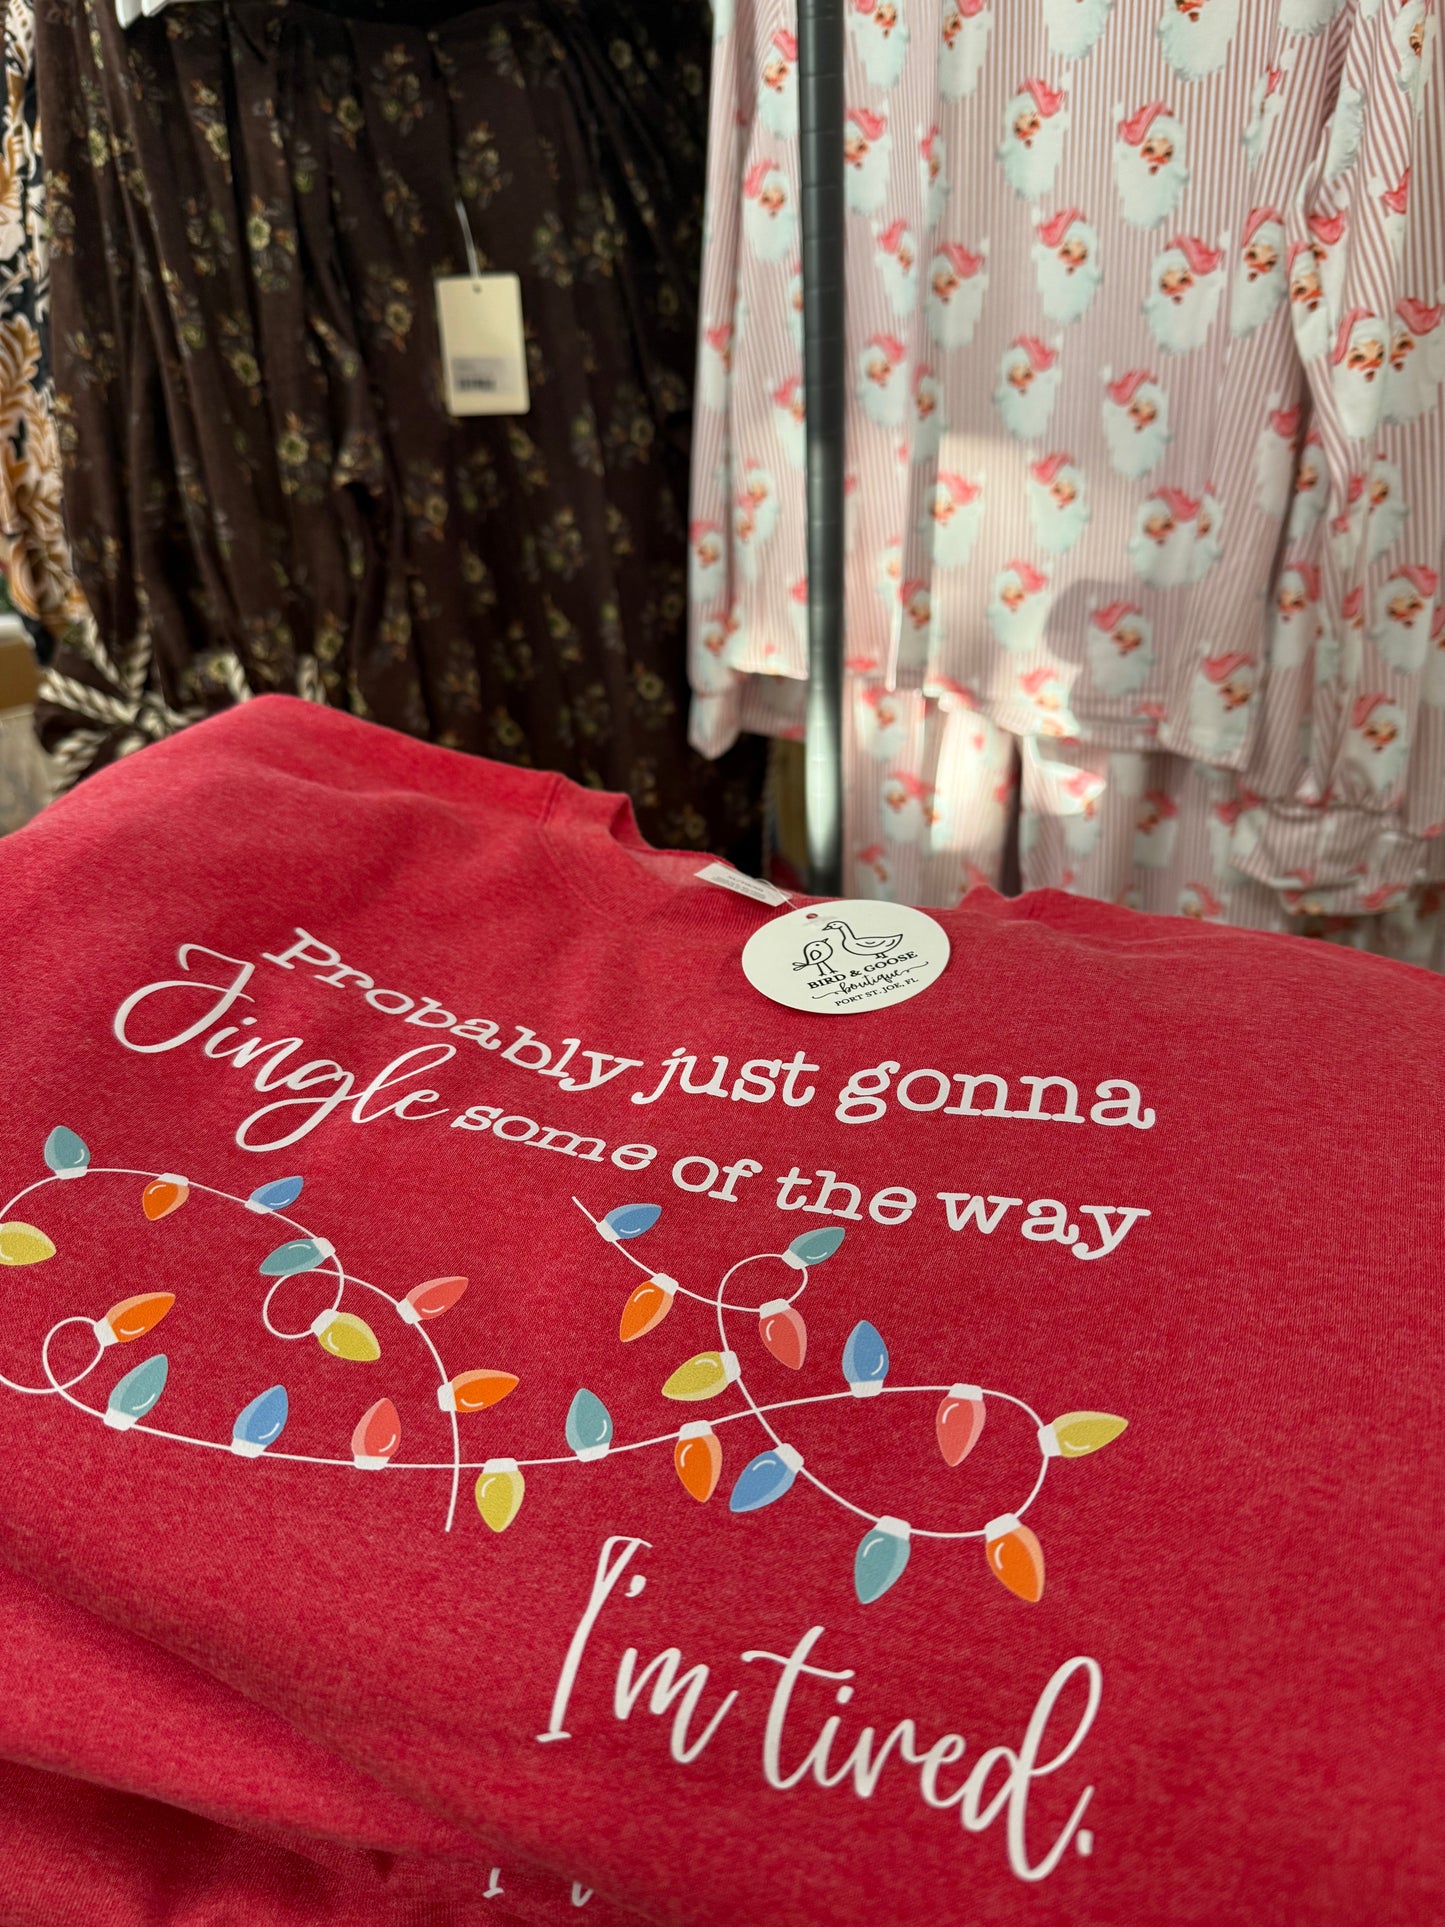 BIRD & GOOSE
boutique
PORT ST. JOE, FL
Probably just gonna
Jingle some of the way
I'm tired.